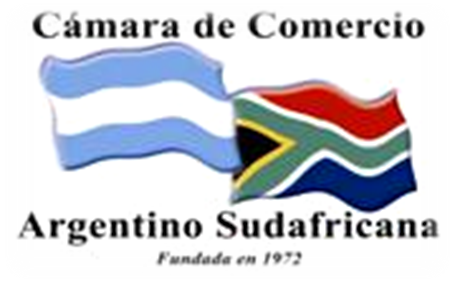 Cámara de Comercio
Argentino Sudafricana
Fundada en 1972